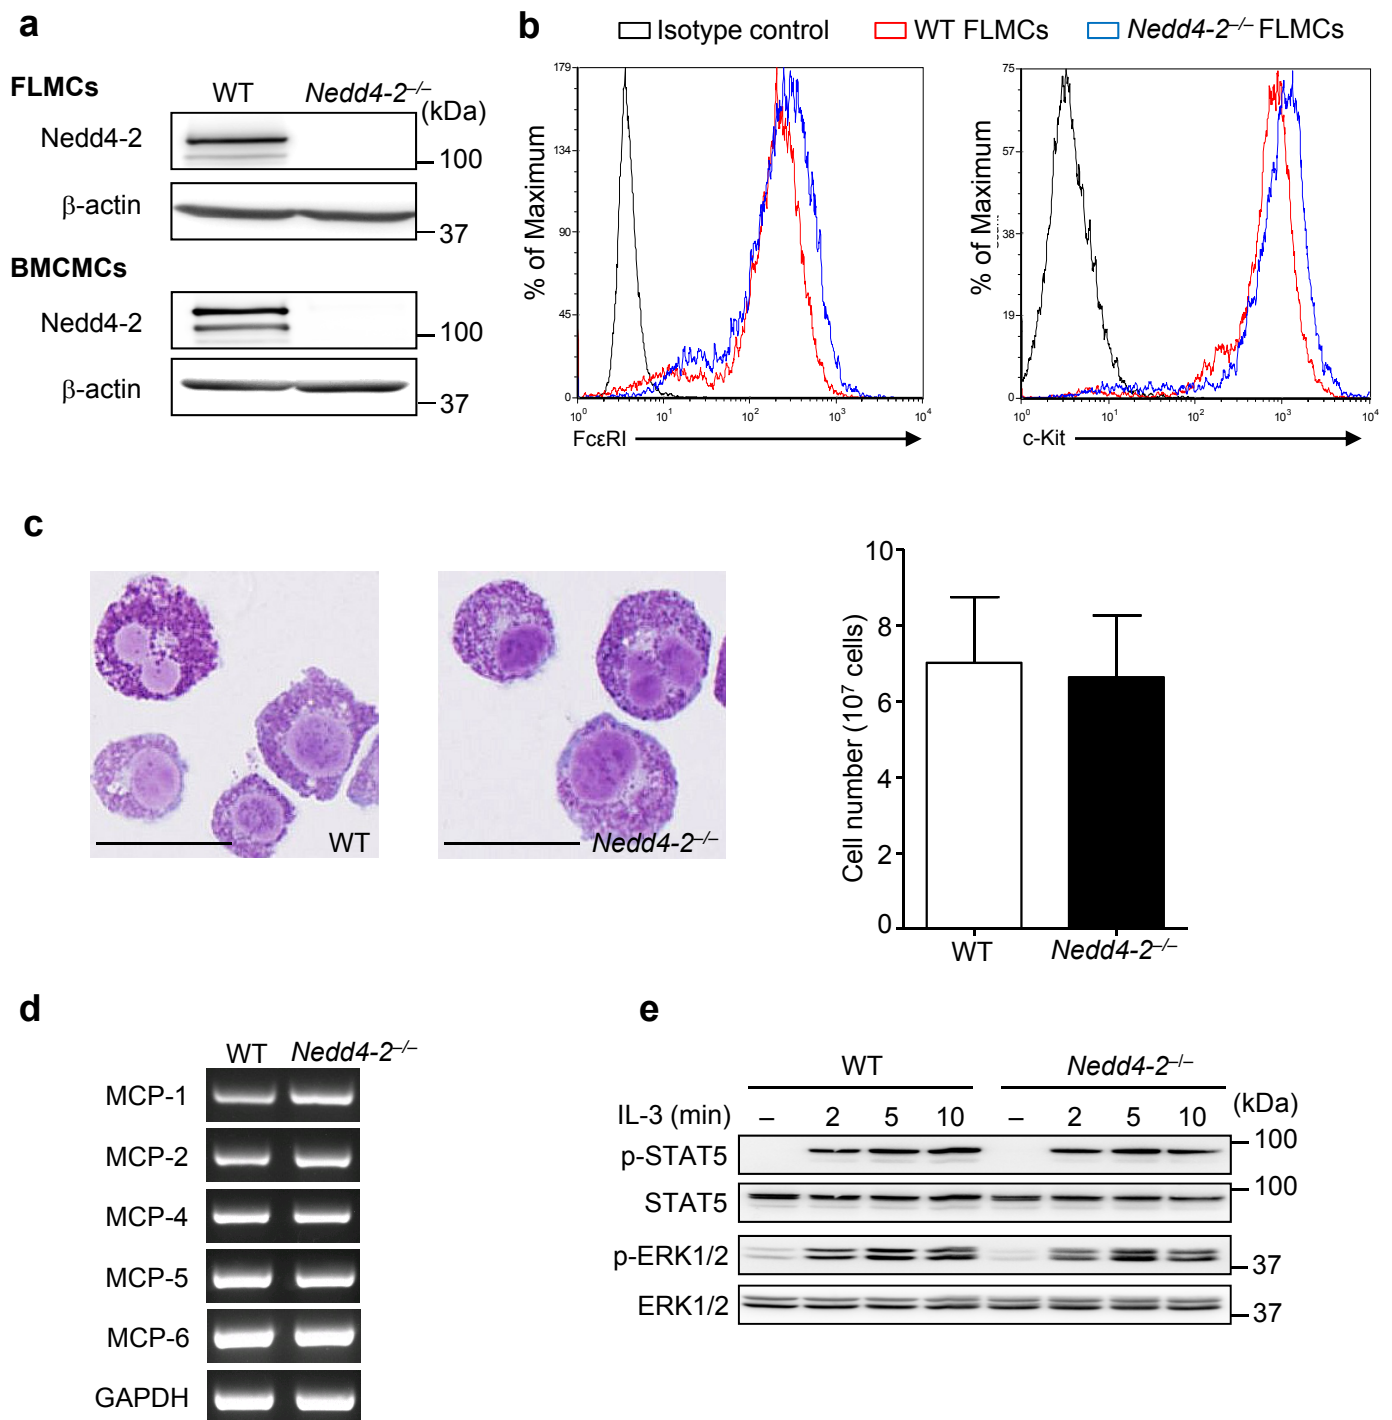 a
FLMCs
WT Nedd4-2–/– (kDa)
Nedd4-2
100
β-actin
37
BMCMCs
Nedd4-2
100
β-actin
37
b
Isotype control WT FLMCs Nedd4-2–/– FLMCs
% of Maximum
179
134
90
45
0
10^0 10^1 10^2 10^3 10^4
FcεRI
% of Maximum
75
57
38
19
0
10^0 10^1 10^2 10^3 10^4
c-Kit
c
WT
Nedd4-2–/–
Cell number (10^7 cells)
10
8
6
4
2
0
WT Nedd4-2–/–
d
WT Nedd4-2–/–
MCP-1
MCP-2
MCP-4
MCP-5
MCP-6
GAPDH
e
WT Nedd4-2–/–
IL-3 (min) – 2 5 10 – 2 5 10 (kDa)
p-STAT5 100
STAT5 100
p-ERK1/2 37
ERK1/2 37